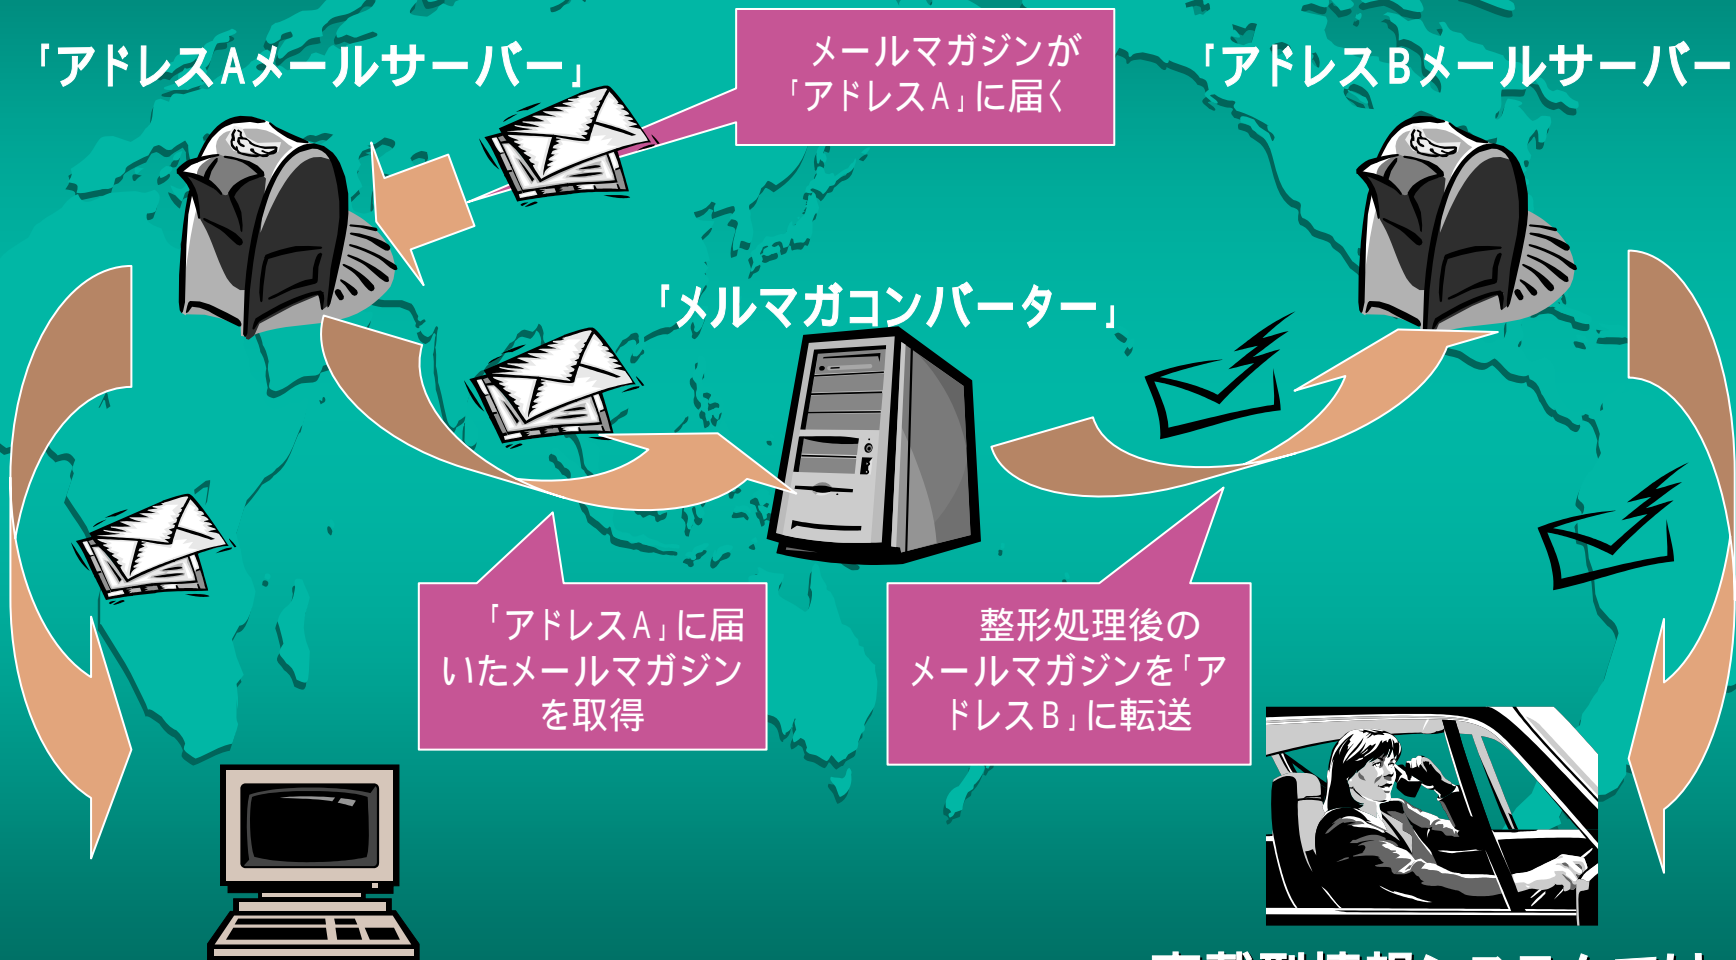 「アドレスAメールサーバー」
メールマガジンが
「アドレスA」に届く
「アドレスBメールサーバー
「メルマガコンバーター」
「アドレスA」に届
いたメールマガジン
を取得
整形処理後の
メールマガジンを「ア
ドレスB」に転送